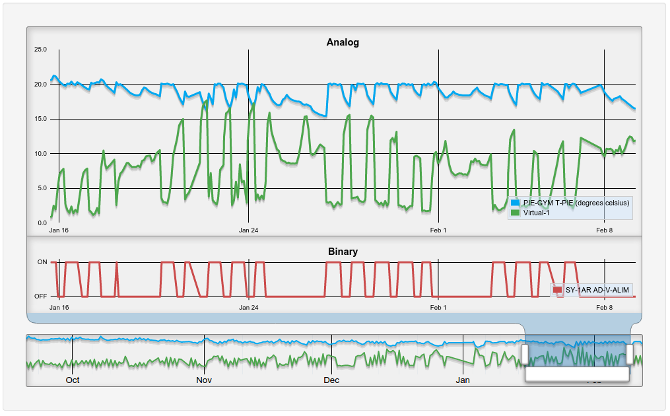 Analog
25.0
20.0
15.0
10.0
5.0
0.0
PIE-GYM T-PIE (degrees celsius)
Virtual-1
Jan 16 Jan 24 Feb 1 Feb 8
Binary
ON
OFF
SY-1AR AD-V-ALIM
Jan 16 Jan 24 Feb 1 Feb 8
Oct Nov Dec Jan